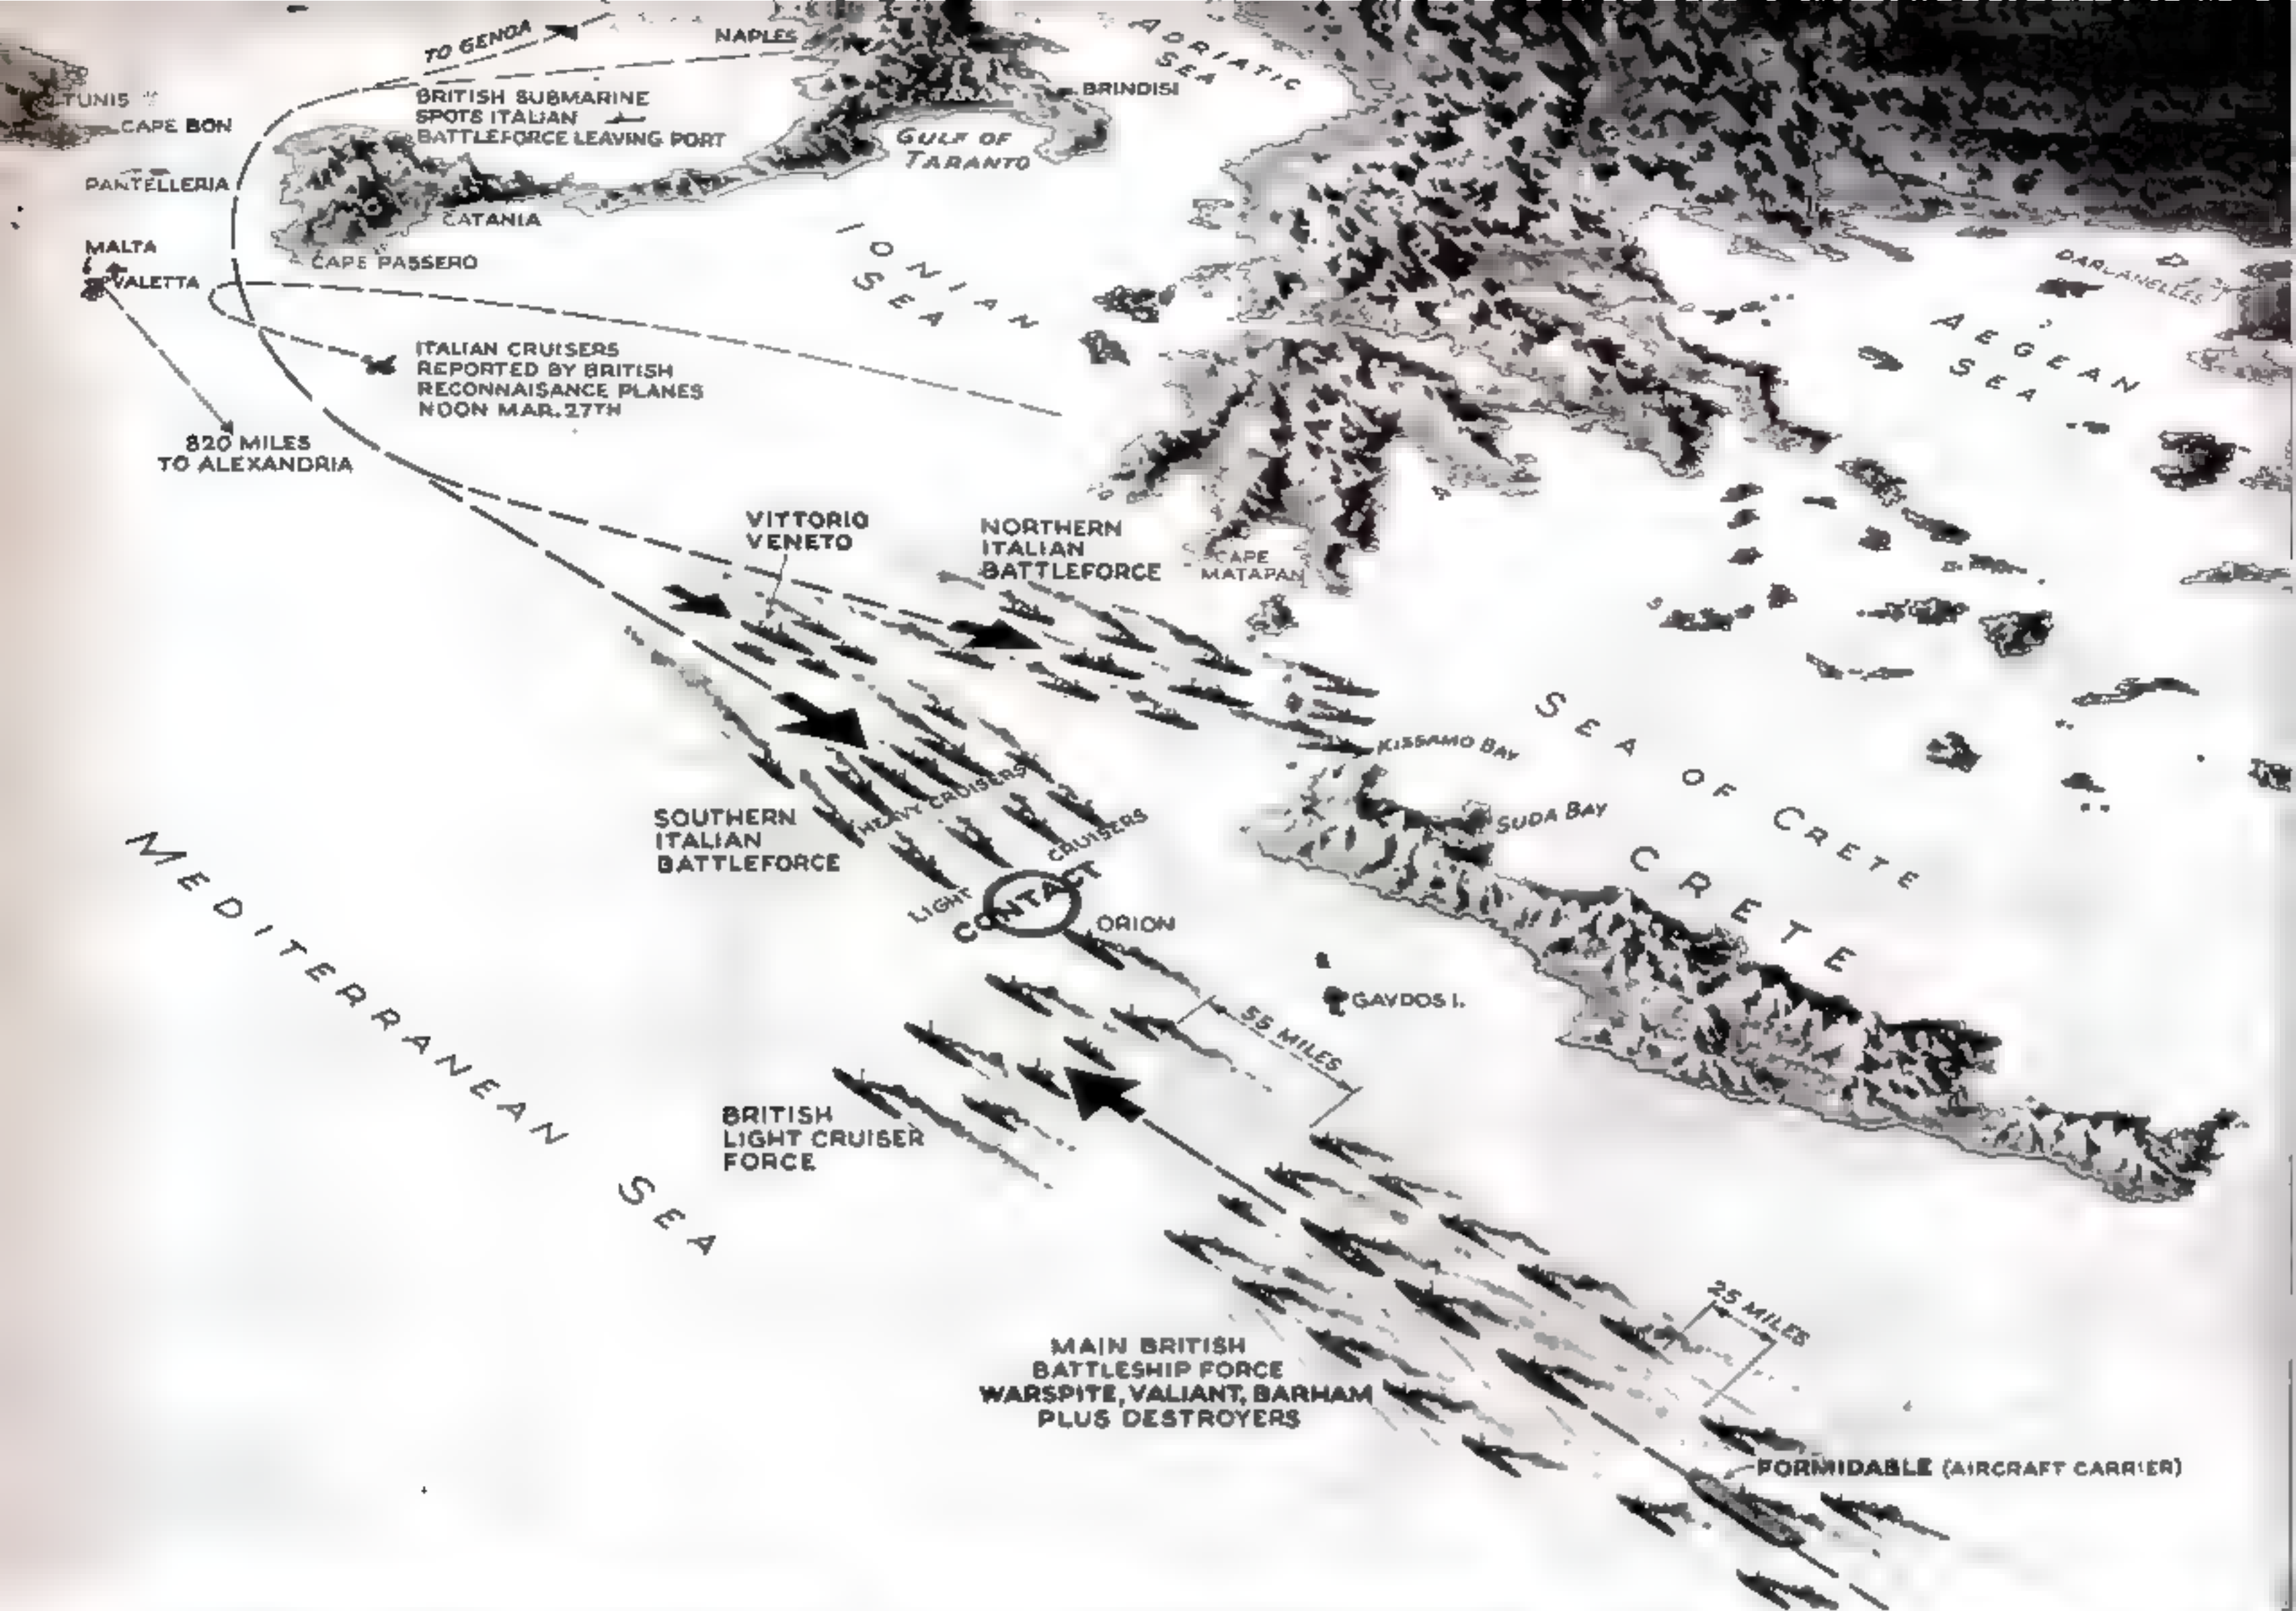 TO GENOA
NAPLES
ADRIATIC
SEA
TUNIS
CAPE BON
BRITISH SUBMARINE
SPOTS ITALIAN
BATTLEFORCE LEAVING PORT
BRINDISI
GULF OF
TARANTO
PANTELLERIA
CATANIA
CAPE PASSERO
MALTA
VALETTA
IONIAN
SEA
DARDANELLES
AEGEAN
SEA
ITALIAN CRUISERS
REPORTED BY BRITISH
RECONNAISANCE PLANES
NOON MAR. 27TH
820 MILES
TO ALEXANDRIA
VITTORIO
VENETO
NORTHERN
ITALIAN
BATTLEFORCE
CAPE
MATAPAN
SEA OF CRETE
KISSAMO BAY
SUDA BAY
CRETE
HEAVY CRUISERS
SOUTHERN
ITALIAN
BATTLEFORCE
LIGHT CRUISERS
CONTACT
ORION
GAVDOS I.
55 MILES
MEDITERRANEAN SEA
BRITISH
LIGHT CRUISER
FORCE
25 MILES
MAIN BRITISH
BATTLESHIP FORCE
WARSPITE, VALIANT, BARHAM
PLUS DESTROYERS
FORMIDABLE (AIRCRAFT CARRIER)